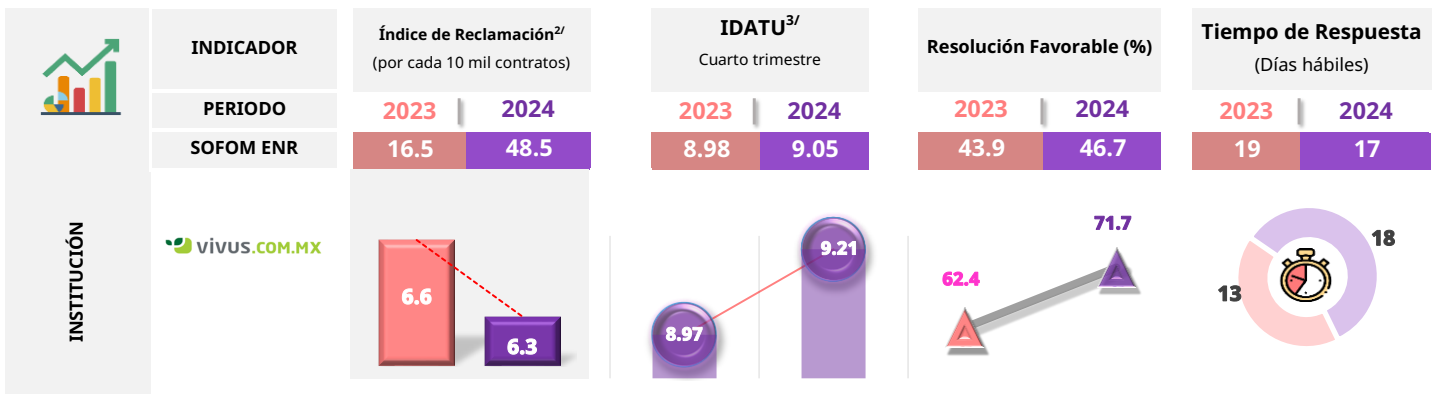 INDICADOR
Índice de Reclamación2/
(por cada 10 mil contratos)
IDATU3/
Cuarto trimestre
Resolución Favorable (%)
Tiempo de Respuesta
(Días hábiles)
PERIODO
2023 2024
2023 2024
2023 2024
2023 2024
SOFOM ENR
16.5 48.5
8.98 9.05
43.9 46.7
19 17
INSTITUCIÓN
vivus.COM.MX
6.6
6.3
8.97
9.21
62.4
71.7
13
18